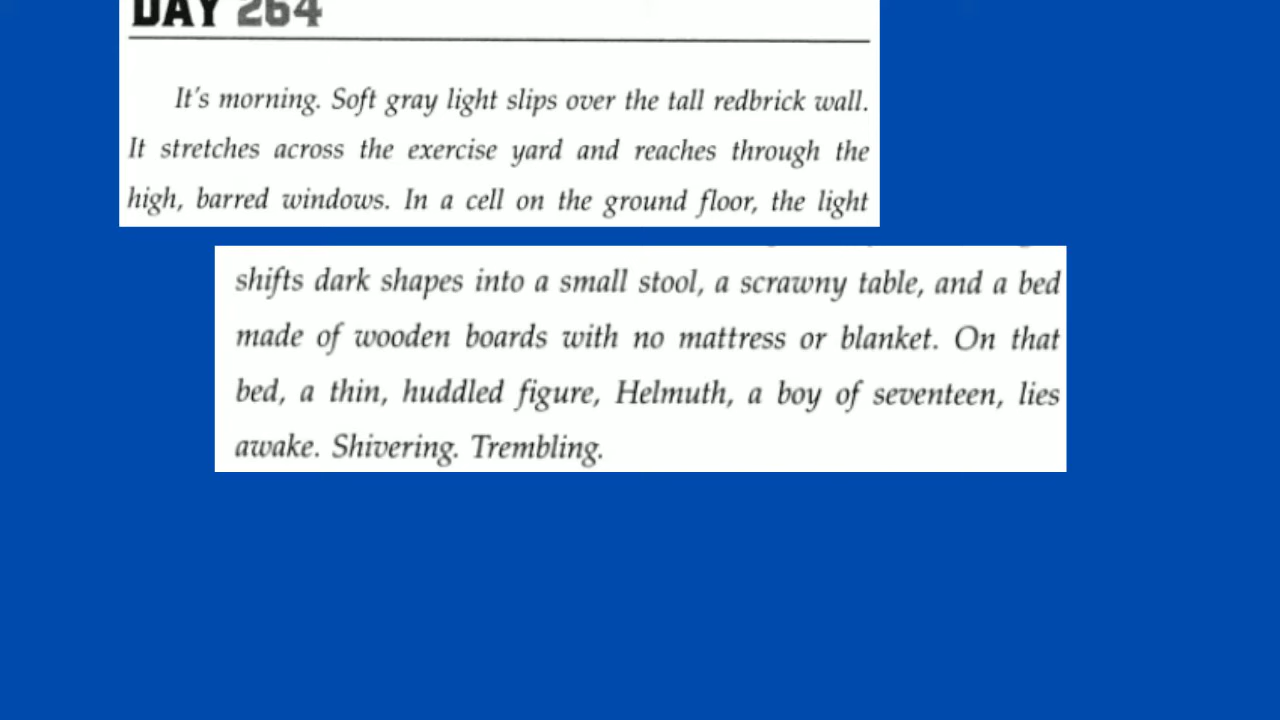 DAY 264
It's morning. Soft gray light slips over the tall redbrick wall.
It stretches across the exercise yard and reaches through the
high, barred windows. In a cell on the ground floor, the light
shifts dark shapes into a small stool, a scrawny table, and a bed
made of wooden boards with no mattress or blanket. On that
bed, a thin, huddled figure, Helmuth, a boy of seventeen, lies
awake. Shivering. Trembling.